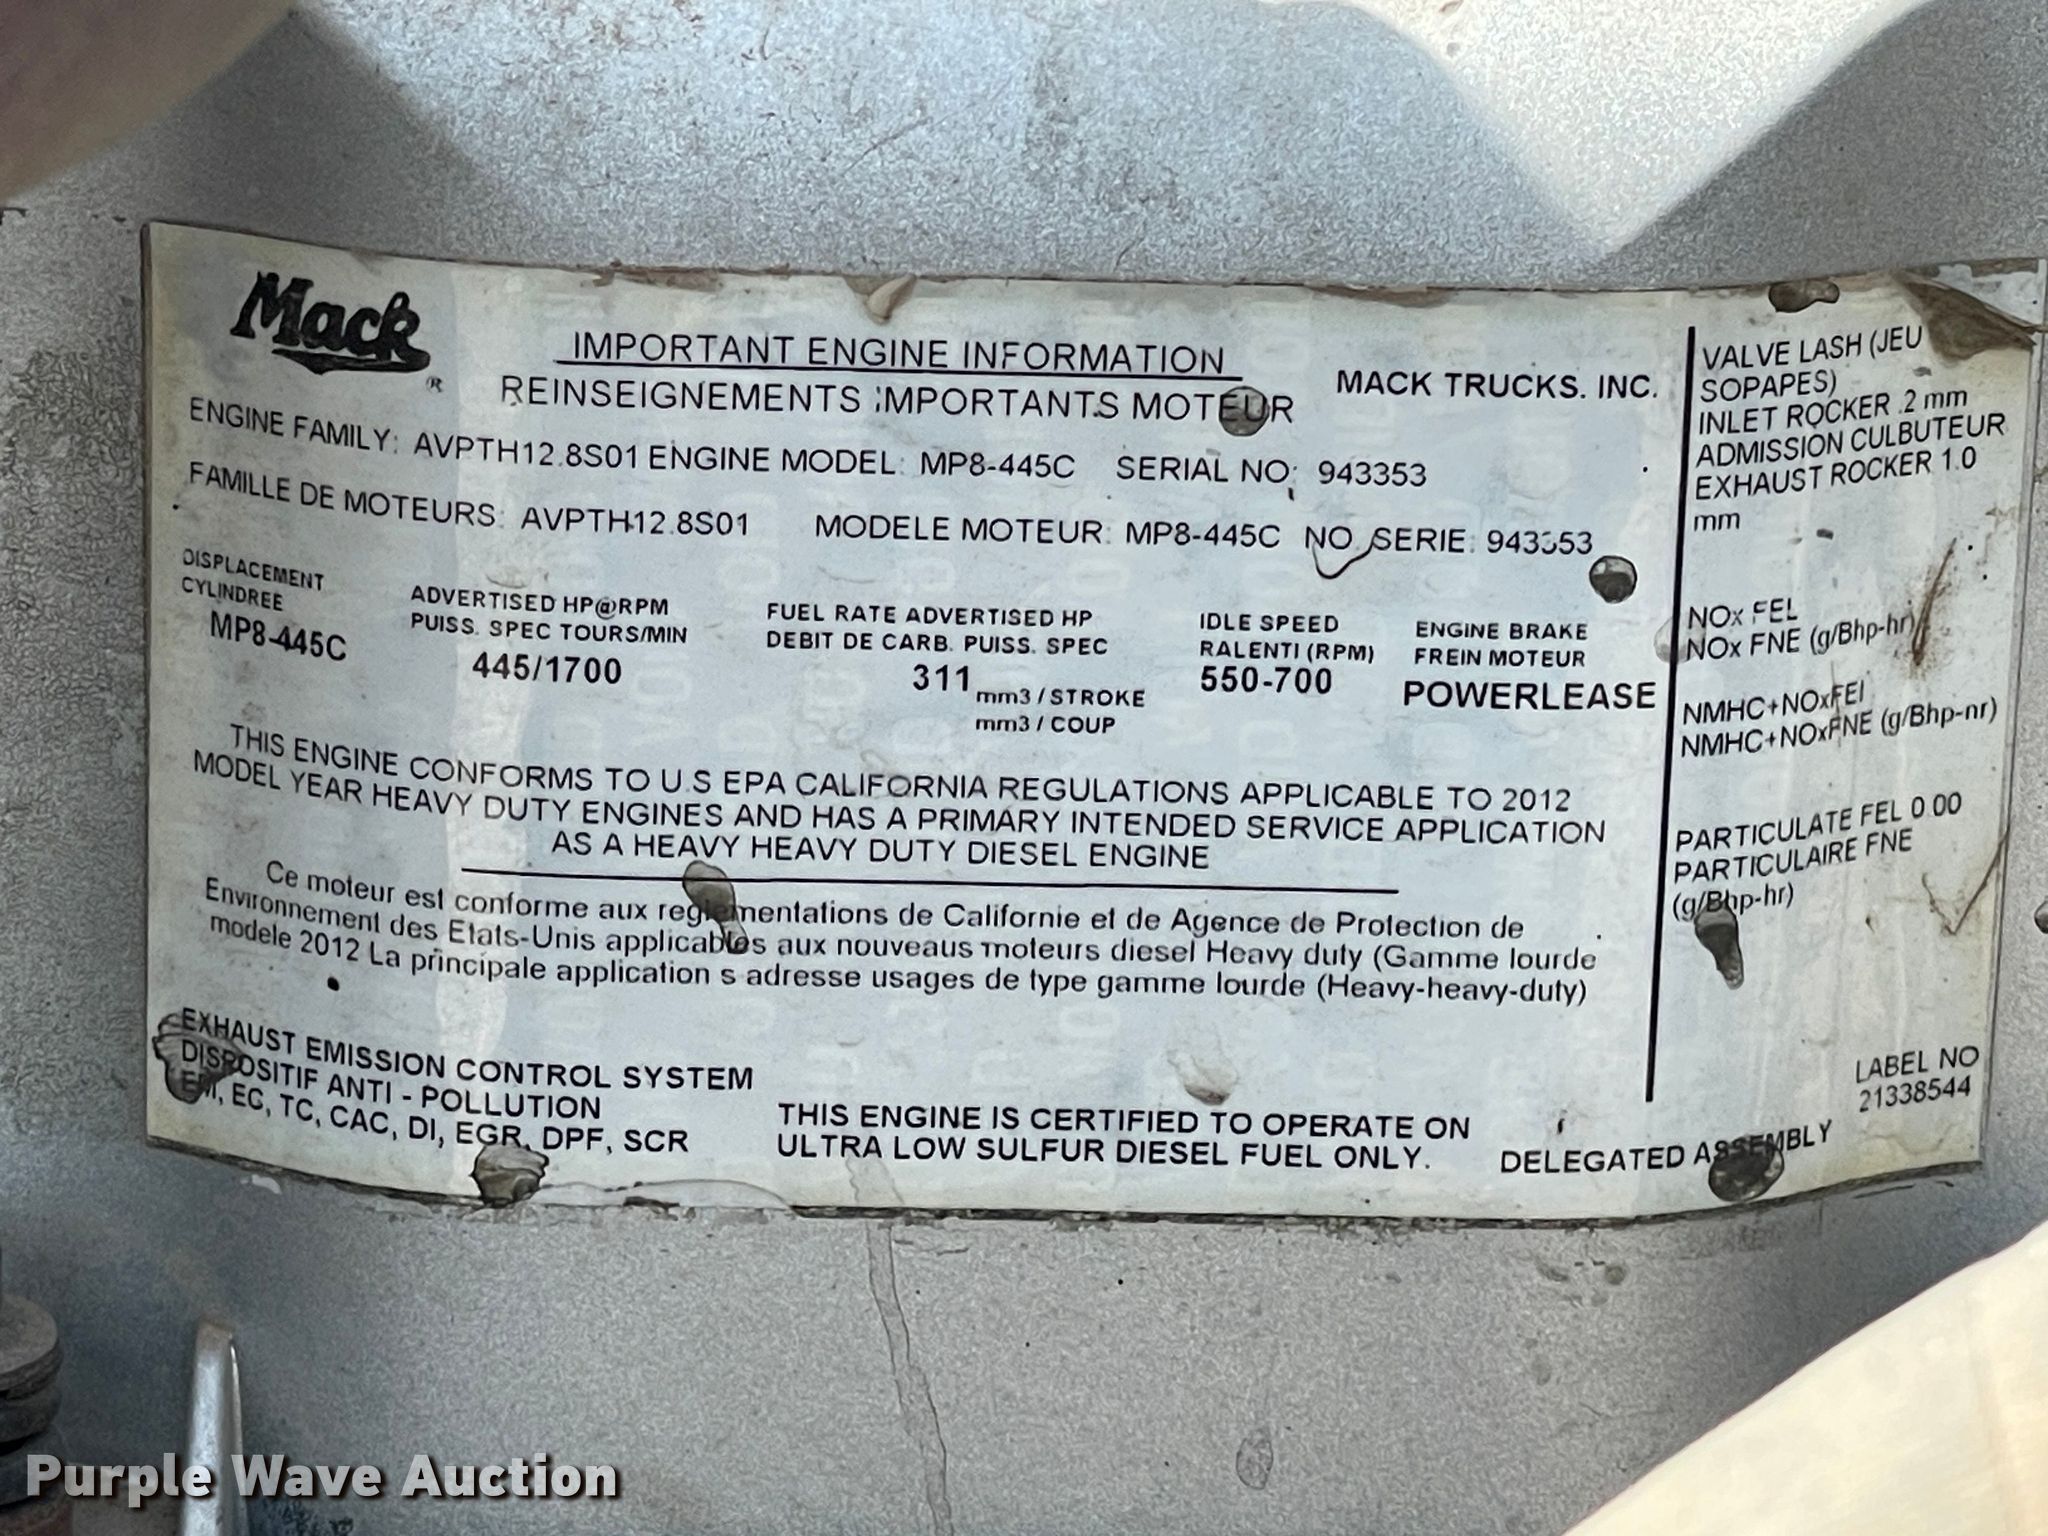 Mack
®
IMPORTANT ENGINE INFORMATION
REINSEIGNEMENTS IMPORTANTS MOTEUR
MACK TRUCKS. INC.
ENGINE FAMILY: AVPTH12.8S01 ENGINE MODEL: MP8-445C SERIAL NO: 943353
FAMILLE DE MOTEURS: AVPTH12.8S01 MODELE MOTEUR: MP8-445C NO. SERIE: 943353
DISPLACEMENT
CYLINDREE
MP8-445C
ADVERTISED HP@RPM
PUISS. SPEC TOURS/MIN
445/1700
FUEL RATE ADVERTISED HP
DEBIT DE CARB. PUISS. SPEC
311 mm3 / STROKE
mm3 / COUP
IDLE SPEED
RALENTI (RPM)
550-700
ENGINE BRAKE
FREIN MOTEUR
POWERLEASE
THIS ENGINE CONFORMS TO U.S EPA CALIFORNIA REGULATIONS APPLICABLE TO 2012
MODEL YEAR HEAVY DUTY ENGINES AND HAS A PRIMARY INTENDED SERVICE APPLICATION
AS A HEAVY HEAVY DUTY DIESEL ENGINE
Ce moteur est conforme aux reglementations de Californie et de Agence de Protection de
Environnement des Etats-Unis applicables aux nouveaus moteurs diesel Heavy duty (Gamme lourde
modele 2012 La principale application s adresse usages de type gamme lourde (Heavy-heavy-duty)
EXHAUST EMISSION CONTROL SYSTEM
DISPOSITIF ANTI - POLLUTION
EM, EC, TC, CAC, DI, EGR, DPF, SCR
THIS ENGINE IS CERTIFIED TO OPERATE ON
ULTRA LOW SULFUR DIESEL FUEL ONLY.
DELEGATED ASSEMBLY
VALVE LASH (JEU
SOPAPES)
INLET ROCKER .2 mm
ADMISSION CULBUTEUR
EXHAUST ROCKER 1.0
mm
NOx FEL
NOx FNE (g/Bhp-hr)
NMHC+NOxFEl
NMHC+NOxFNE (g/Bhp-hr)
PARTICULATE FEL 0.00
PARTICULAIRE FNE
(g/Bhp-hr)
LABEL NO
21338544
Purple Wave Auction